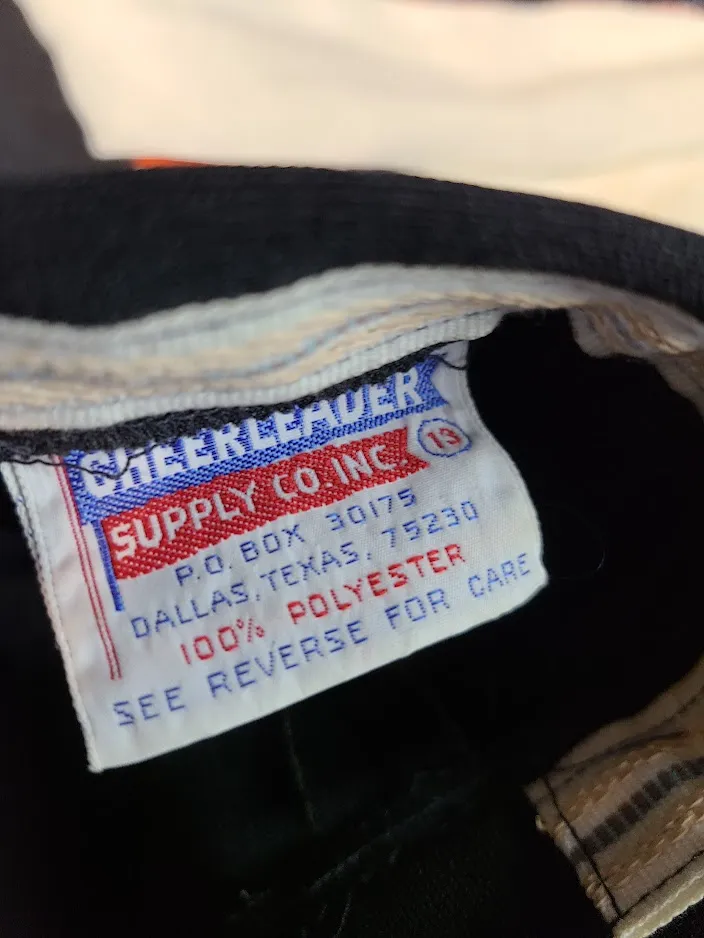 CHEERLEADER
SUPPLY CO. INC. 13
P.O. BOX 30175
DALLAS, TEXAS, 75230
100% POLYESTER
SEE REVERSE FOR CARE